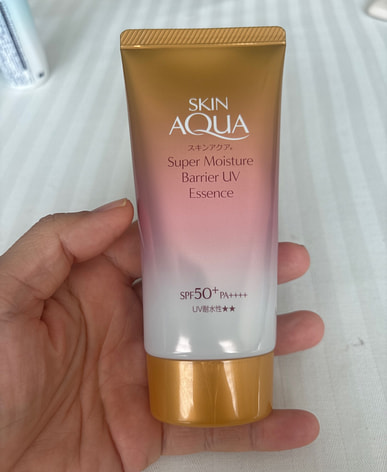 SKIN
AQUA
スキンアクア®
Super Moisture
Barrier UV
Essence
SPF50+ PA++++
UV耐水性★★